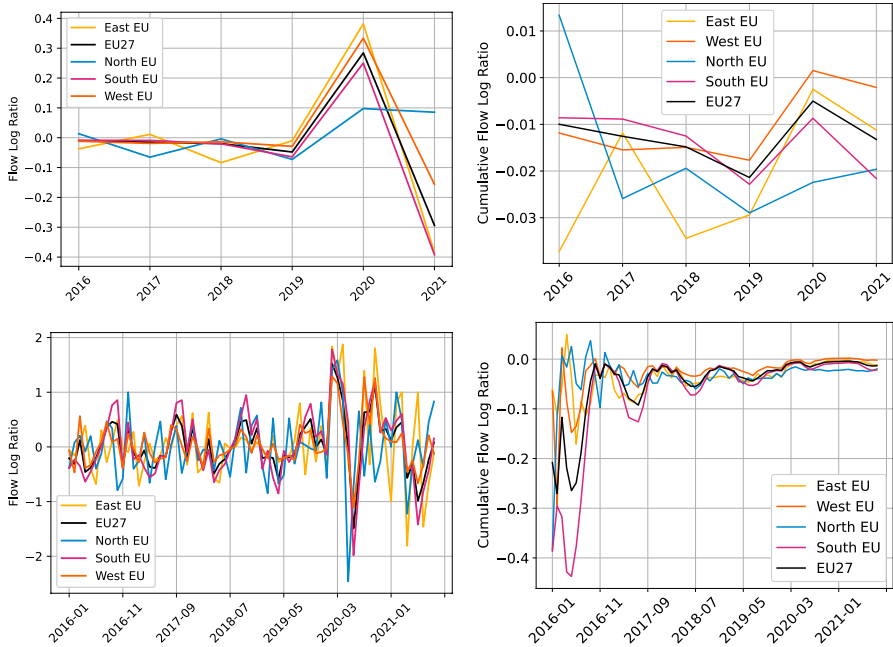 Flow Log Ratio
0.4
0.3
0.2
0.1
0.0
−0.1
−0.2
−0.3
−0.4
East EU
EU27
North EU
South EU
West EU
2016
2017
2018
2019
2020
2021
Cumulative Flow Log Ratio
0.01
0.00
−0.01
−0.02
−0.03
East EU
West EU
North EU
South EU
EU27
2016
2017
2018
2019
2020
2021
Flow Log Ratio
2
1
0
−1
−2
East EU
EU27
North EU
South EU
West EU
2016-01
2016-11
2017-09
2018-07
2019-05
2020-03
2021-01
Cumulative Flow Log Ratio
0.0
−0.1
−0.2
−0.3
−0.4
East EU
West EU
North EU
South EU
EU27
2016-01
2016-11
2017-09
2018-07
2019-05
2020-03
2021-01